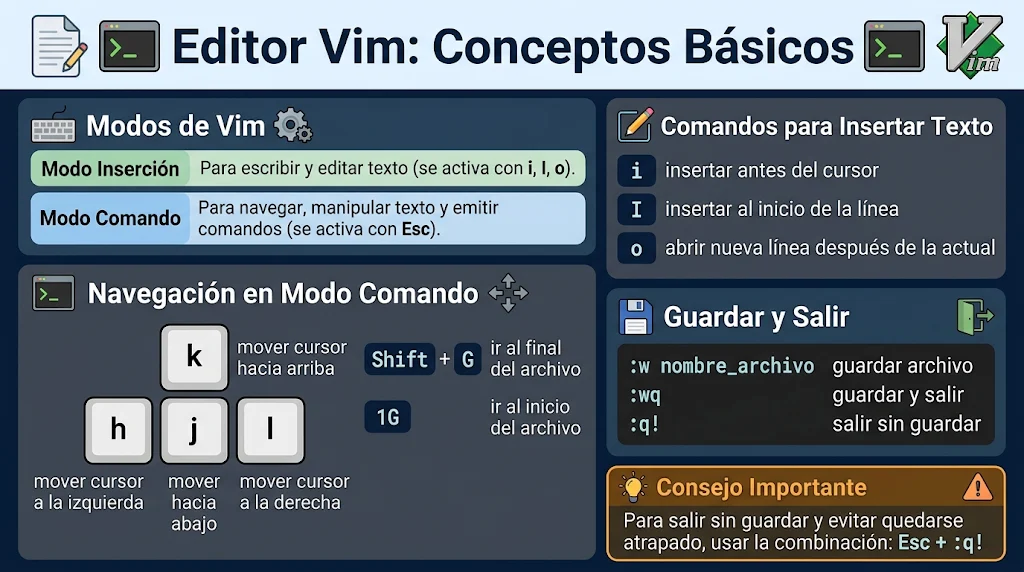 Editor Vim: Conceptos Básicos
Vim
Modos de Vim
Modo Inserción
Para escribir y editar texto (se activa con i, I, o).
Modo Comando
Para navegar, manipular texto y emitir
comandos (se activa con Esc).
Navegación en Modo Comando
k
mover cursor
hacia arriba
h
j
l
mover cursor
a la izquierda
mover
hacia
abajo
mover cursor
a la derecha
Shift + G
ir al final
del archivo
1G
ir al inicio
del archivo
Comandos para Insertar Texto
i insertar antes del cursor
I insertar al inicio de la línea
o abrir nueva línea después de la actual
Guardar y Salir
:w nombre_archivo guardar archivo
:wq guardar y salir
:q! salir sin guardar
Consejo Importante
Para salir sin guardar y evitar quedarse
atrapado, usar la combinación: Esc + :q!